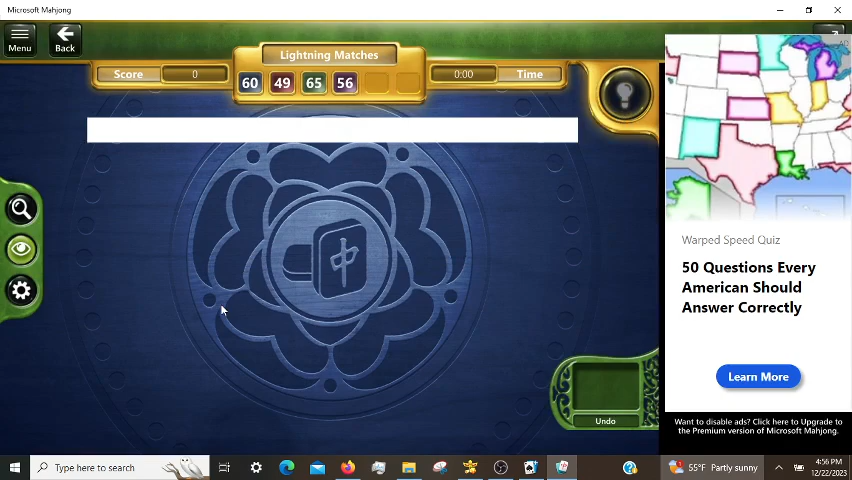 Microsoft Mahjong
Menu
Back
Lightning Matches
Score
0
60
49
65
56
0:00
Time
中
AD
Warped Speed Quiz
50 Questions Every
American Should
Answer Correctly
Learn More
Undo
Want to disable ads? Click here to Upgrade to
the Premium version of Microsoft Mahjong.
Type here to search
55°F Partly sunny
4:56 PM
12/22/2023